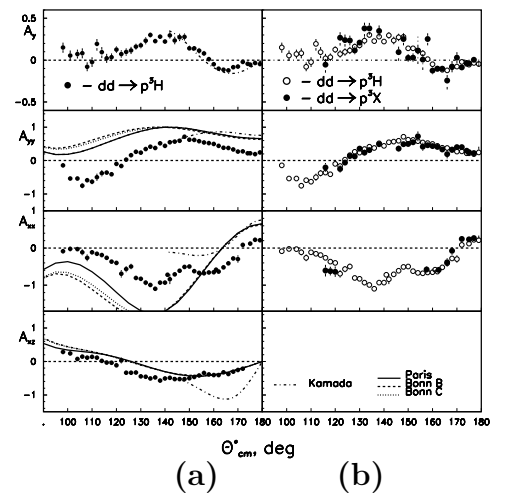 A_y
0.5
0
-0.5
● – dd → p³H
○ – dd → p³H
● – dd → p³X
A_yy
1
0
-1
A_xx
1
0
-1
A_xz
1
0
-1
Kamada
Paris
Bonn B
Bonn C
100 110 120 130 140 150 160 170 180
100 110 120 130 140 150 160 170 180
Θ*cm, deg
(a) (b)